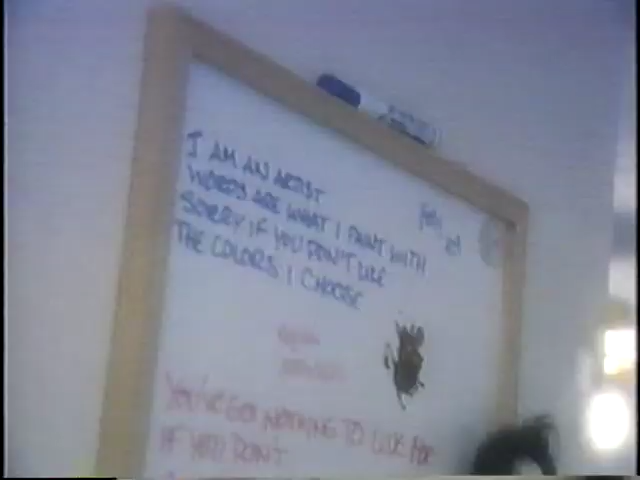 I AM AN ARTIST
WORDS ARE WHAT I PAINT WITH
SORRY IF YOU DON'T LIKE
THE COLORS I CHOOSE
YOU'VE GOT NOTHING TO LOOK FOR
IF YOU DON'T